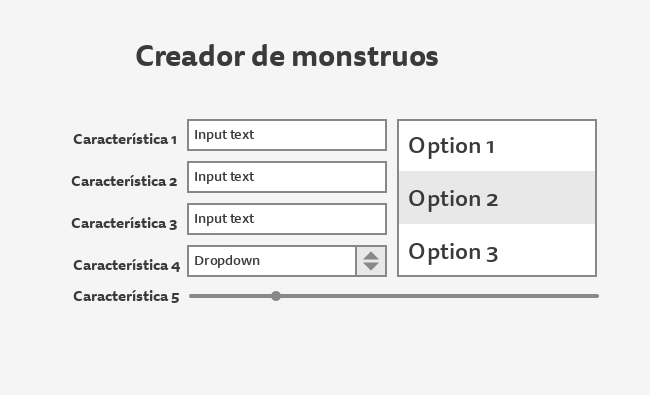 Creador de monstruos
Característica 1
Input text
Característica 2
Input text
Característica 3
Input text
Característica 4
Dropdown
Característica 5
Option 1
Option 2
Option 3